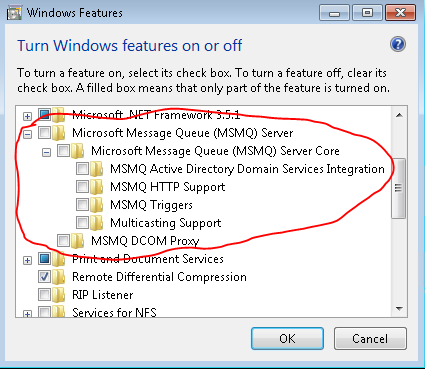 Windows Features
Turn Windows features on or off
To turn a feature on, select its check box. To turn a feature off, clear its
check box. A filled box means that only part of the feature is turned on.
Microsoft .NET Framework 3.5.1
Microsoft Message Queue (MSMQ) Server
Microsoft Message Queue (MSMQ) Server Core
MSMQ Active Directory Domain Services Integration
MSMQ HTTP Support
MSMQ Triggers
Multicasting Support
MSMQ DCOM Proxy
Print and Document Services
Remote Differential Compression
RIP Listener
Services for NFS
OK
Cancel